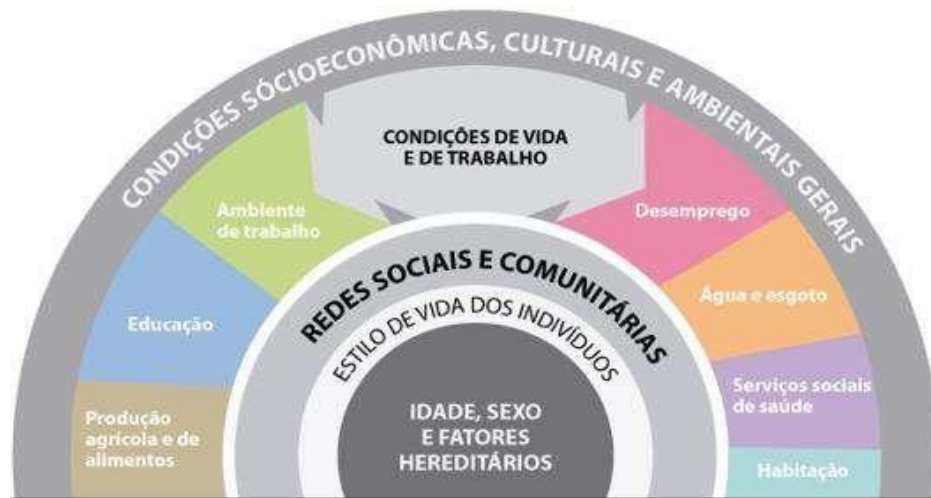 CONDIÇÕES SÓCIOECONÔMICAS, CULTURAIS E AMBIENTAIS GERAIS
CONDIÇÕES DE VIDA
E DE TRABALHO
Ambiente
de trabalho
Desemprego
Educação
Água e esgoto
Produção
agrícola e de
alimentos
Serviços sociais
de saúde
Habitação
REDES SOCIAIS E COMUNITÁRIAS
ESTILO DE VIDA DOS INDIVÍDUOS
IDADE, SEXO
E FATORES
HEREDITÁRIOS